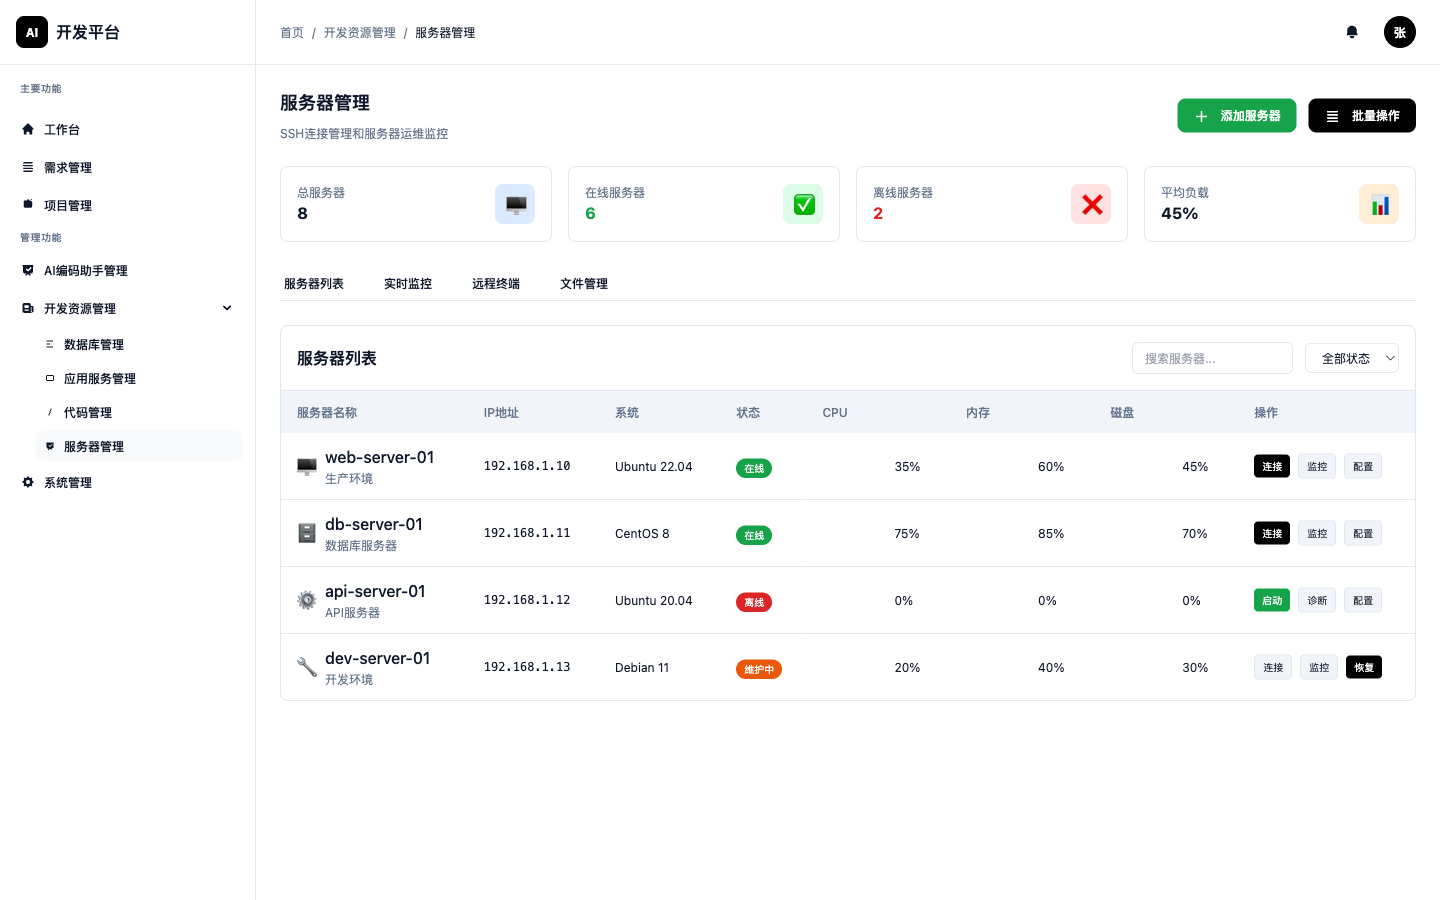 AI 开发平台
首页 / 开发资源管理 / 服务器管理
张
主要功能
工作台
需求管理
项目管理
管理功能
AI编码助手管理
开发资源管理
数据库管理
应用服务管理
代码管理
服务器管理
系统管理
服务器管理
SSH连接管理和服务器运维监控
添加服务器
批量操作
总服务器
8
在线服务器
6
离线服务器
2
平均负载
45%
服务器列表 实时监控 远程终端 文件管理
服务器列表
搜索服务器...
全部状态
服务器名称 IP地址 系统 状态 CPU 内存 磁盘 操作
web-server-01
生产环境
192.168.1.10 Ubuntu 22.04 在线 35% 60% 45% 连接 监控 配置
db-server-01
数据库服务器
192.168.1.11 CentOS 8 在线 75% 85% 70% 连接 监控 配置
api-server-01
API服务器
192.168.1.12 Ubuntu 20.04 离线 0% 0% 0% 启动 诊断 配置
dev-server-01
开发环境
192.168.1.13 Debian 11 维护中 20% 40% 30% 连接 监控 恢复